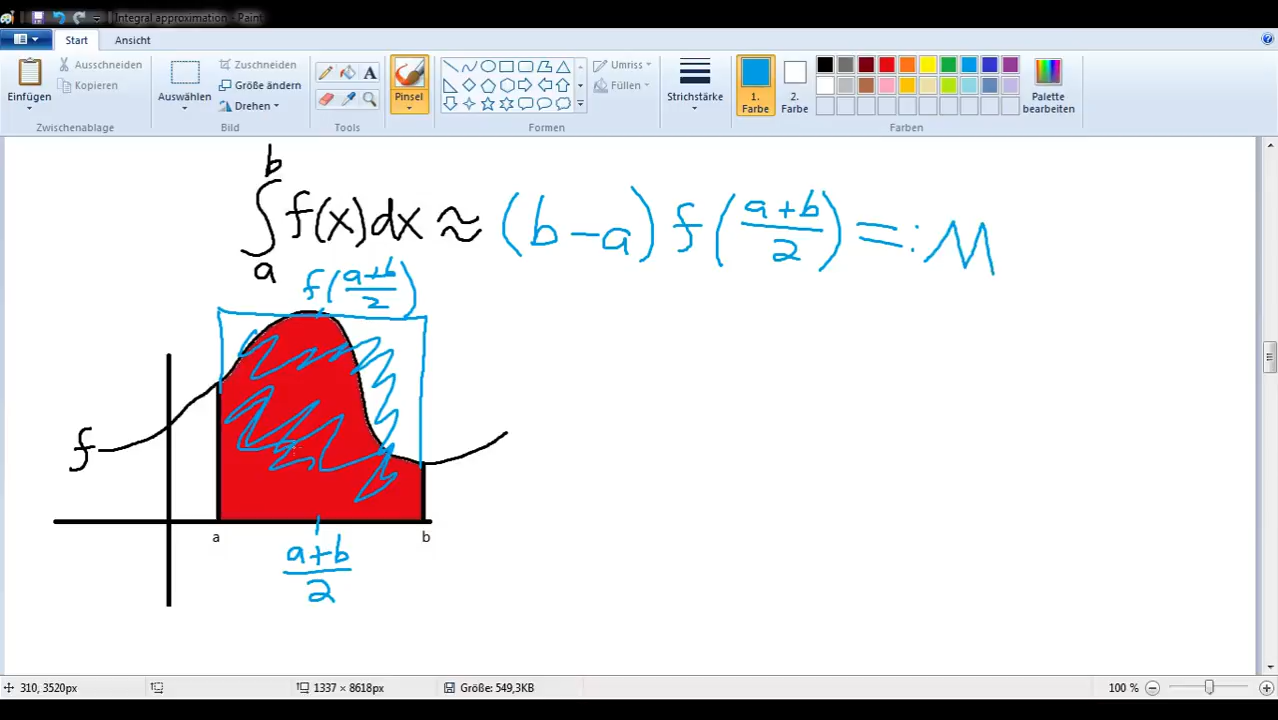 Integral approximation - Paint
Start
Ansicht
Einfügen
Ausschneiden
Kopieren
Zwischenablage
Auswählen
Zuschneiden
Größe ändern
Drehen
Bild
A
Tools
Pinsel
Umriss
Füllen
Formen
Strichstärke
1. Farbe
2. Farbe
Palette bearbeiten
Farben
∫_a^b f(x)dx ≈ (b-a) f((a+b)/2) =: M
f((a+b)/2)
f
a
b
(a+b)/2
310, 3520px
1337 × 8618px
Größe: 549,3KB
100 %